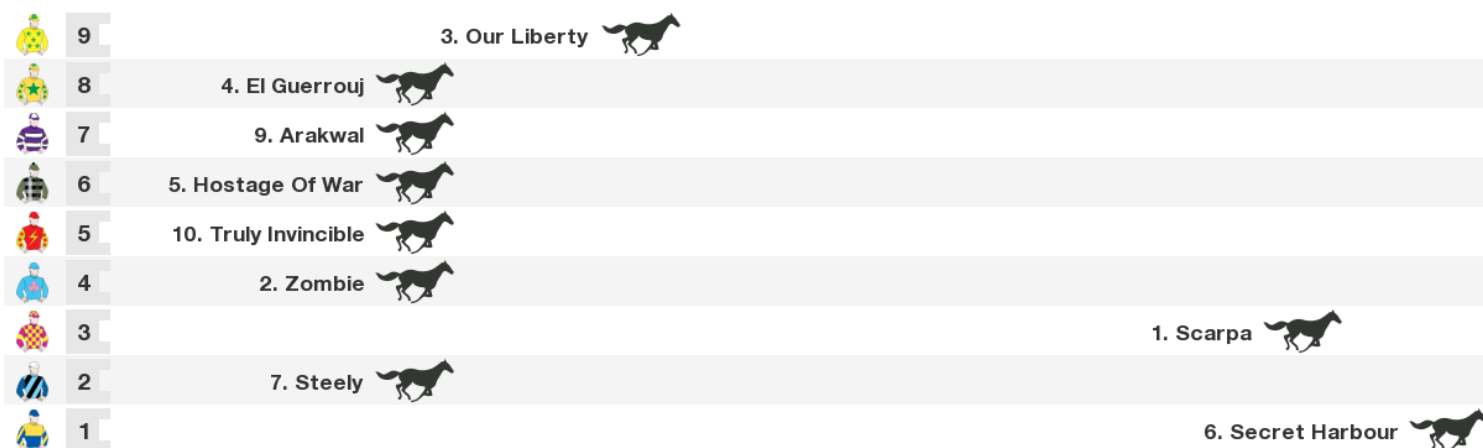 9 3. Our Liberty
8 4. El Guerrouj
7 9. Arakwal
6 5. Hostage Of War
5 10. Truly Invincible
4 2. Zombie
3 1. Scarpa
2 7. Steely
1 6. Secret Harbour